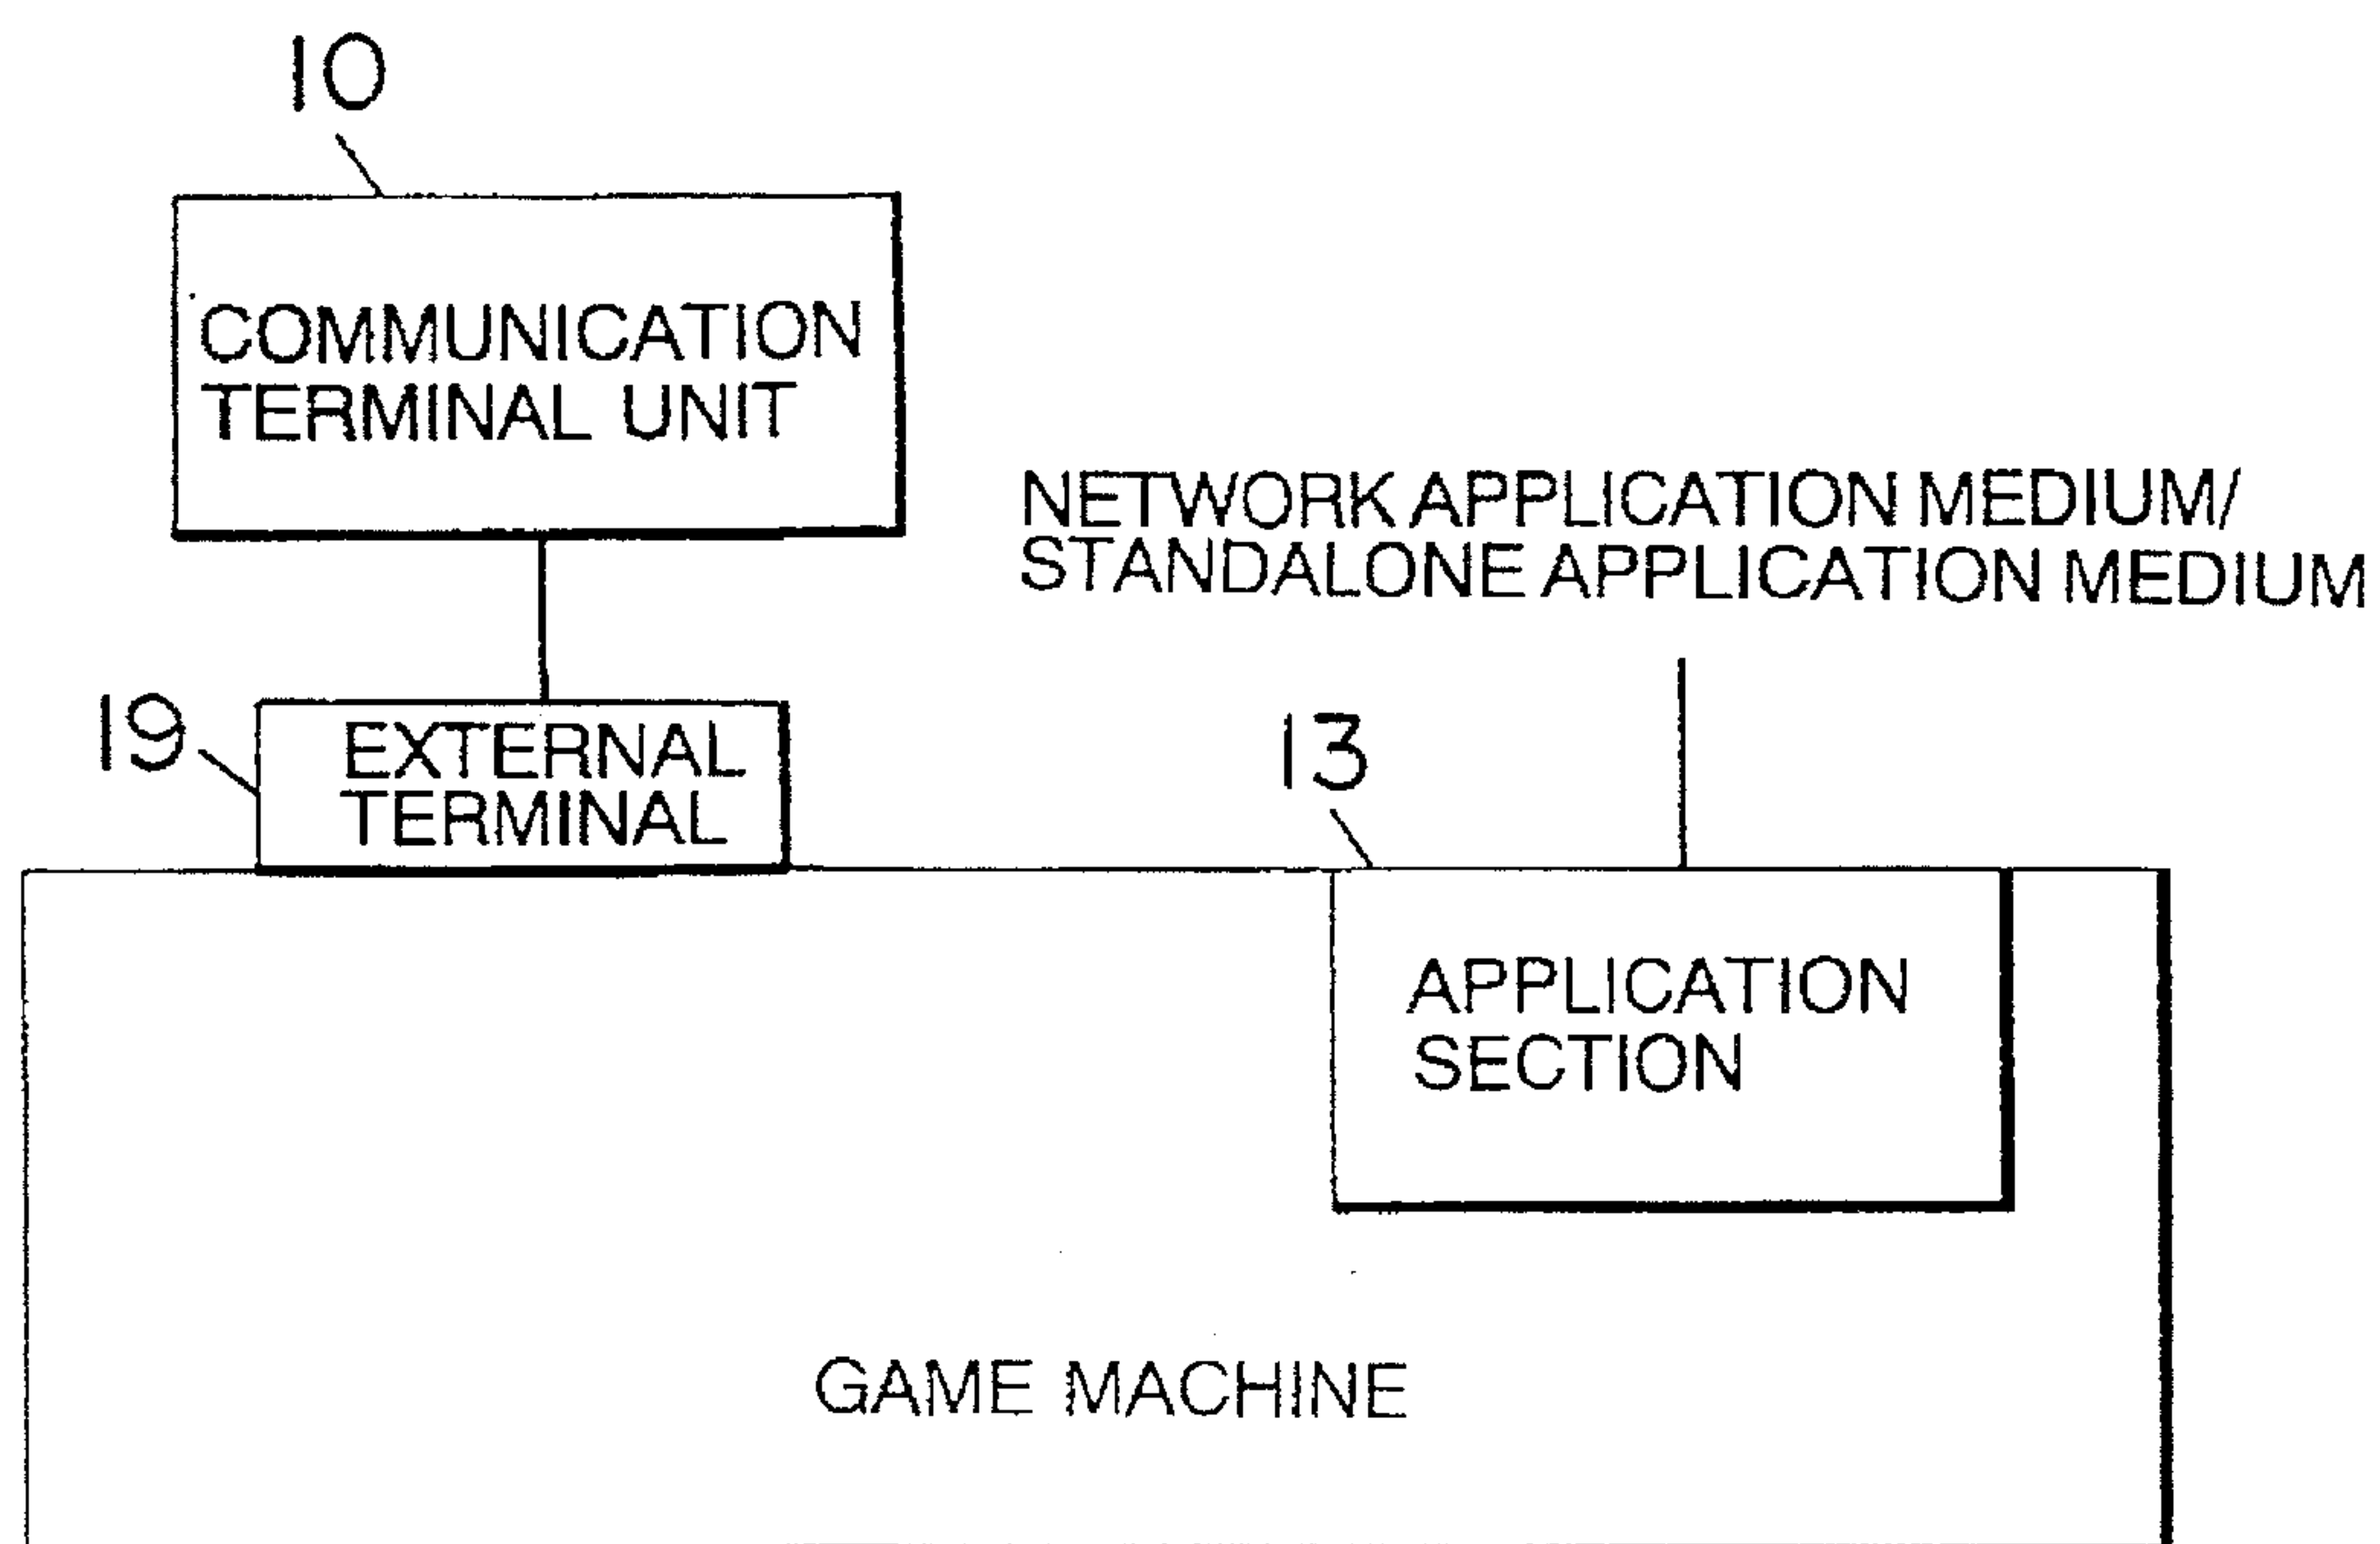 10
COMMUNICATION
TERMINAL UNIT
NETWORK APPLICATION MEDIUM/
STANDALONE APPLICATION MEDIUM
19
EXTERNAL
TERMINAL
13
APPLICATION
SECTION
GAME MACHINE